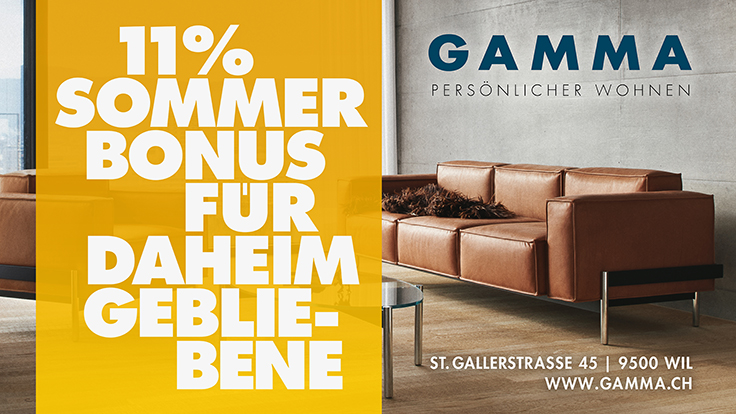 11%
SOMMER
BONUS
FÜR
DAHEIM
GEBLIE-
BENE
GAMMA
PERSÖNLICHER WOHNEN
ST. GALLERSTRASSE 45 | 9500 WIL
WWW.GAMMA.CH